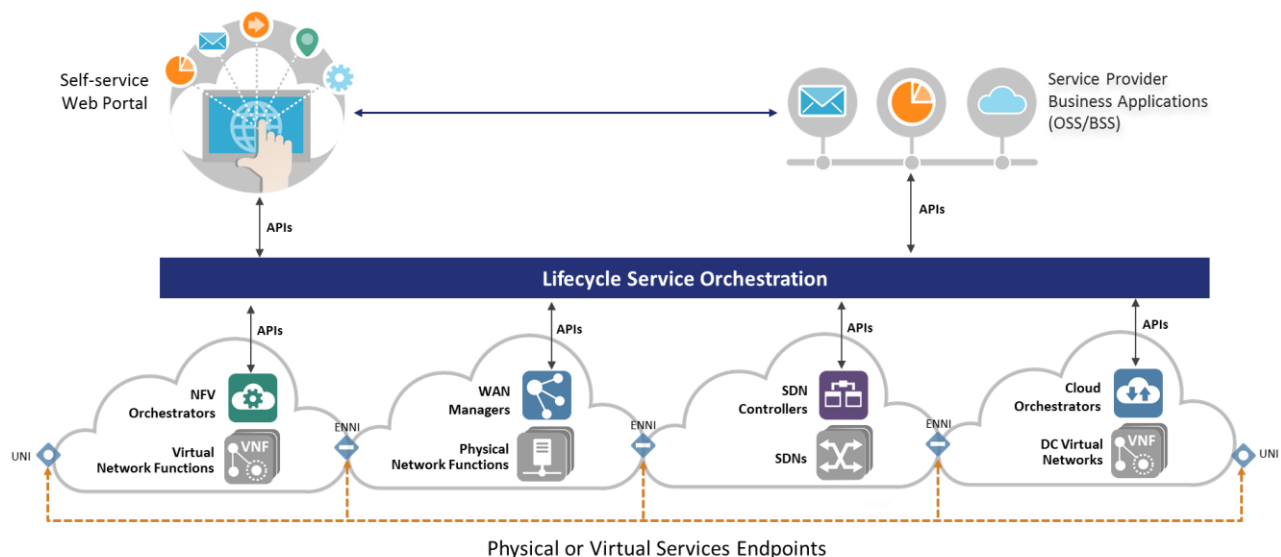 Self-service
Web Portal
Service Provider
Business Applications
(OSS/BSS)
APIs
APIs
Lifecycle Service Orchestration
APIs
APIs
APIs
APIs
NFV
Orchestrators
WAN
Managers
SDN
Controllers
Cloud
Orchestrators
ENNI
ENNI
ENNI
UNI
Virtual
Network Functions
VNF
Physical
Network Functions
SDNs
DC Virtual
Networks
VNF
UNI
Physical or Virtual Services Endpoints